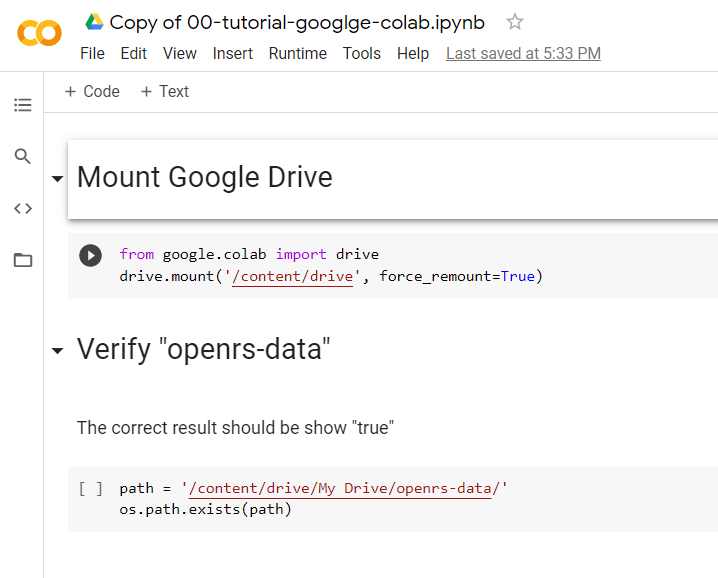 Copy of 00-tutorial-googlge-colab.ipynb
File Edit View Insert Runtime Tools Help Last saved at 5:33 PM
+ Code + Text
Mount Google Drive
from google.colab import drive
drive.mount('/content/drive', force_remount=True)
Verify "openrs-data"
The correct result should be show "true"
[ ] path = '/content/drive/My Drive/openrs-data/'
os.path.exists(path)